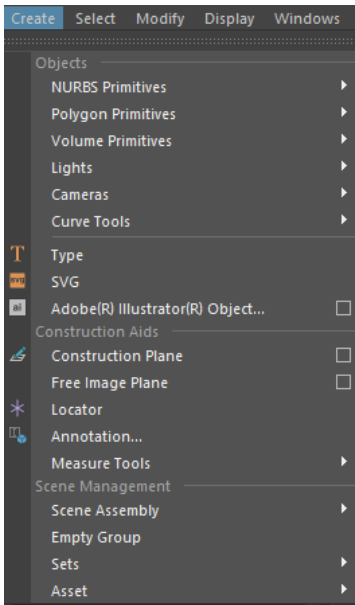 Create Select Modify Display Windows
Objects
NURBS Primitives
Polygon Primitives
Volume Primitives
Lights
Cameras
Curve Tools
T Type
SVG
ai Adobe(R) Illustrator(R) Object...
Construction Aids
Construction Plane
Free Image Plane
Locator
Annotation...
Measure Tools
Scene Management
Scene Assembly
Empty Group
Sets
Asset